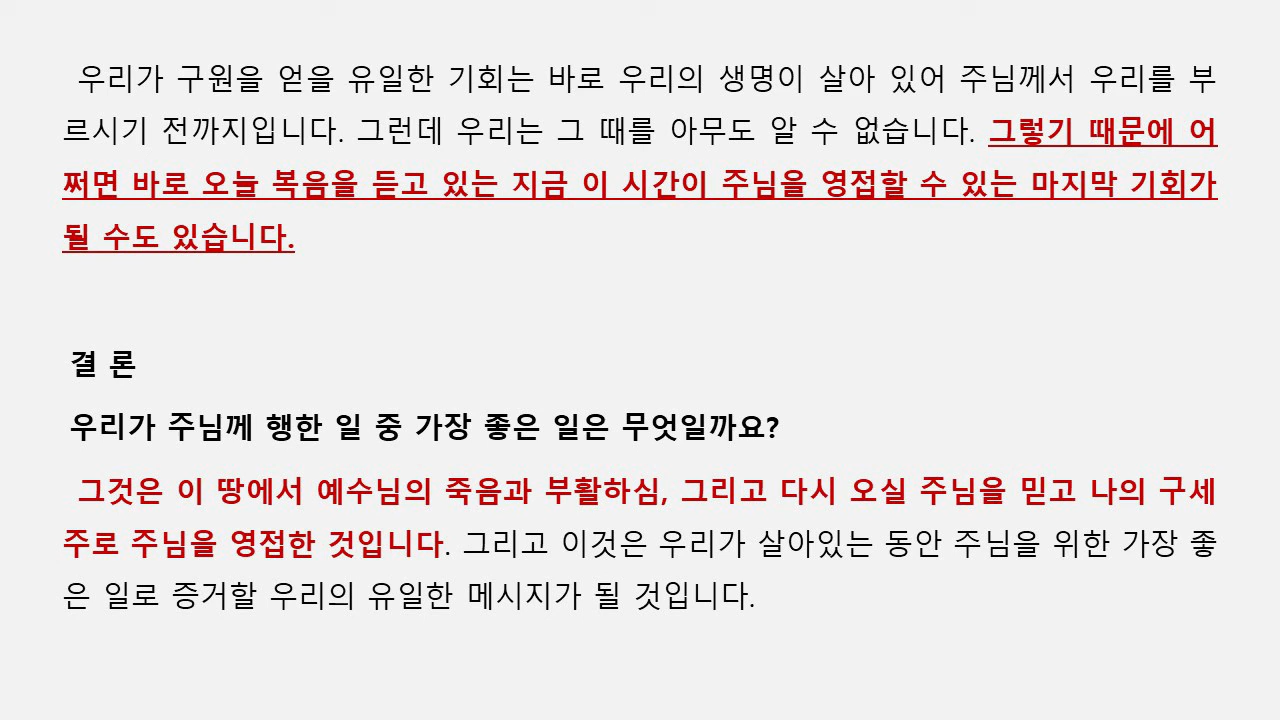 우리가 구원을 얻을 유일한 기회는 바로 우리의 생명이 살아 있어 주님께서 우리를 부
르시기 전까지입니다. 그런데 우리는 그 때를 아무도 알 수 없습니다. 그렇기 때문에 어
쩌면 바로 오늘 복음을 듣고 있는 지금 이 시간이 주님을 영접할 수 있는 마지막 기회가
될 수도 있습니다.
결 론
우리가 주님께 행한 일 중 가장 좋은 일은 무엇일까요?
그것은 이 땅에서 예수님의 죽음과 부활하심, 그리고 다시 오실 주님을 믿고 나의 구세
주로 주님을 영접한 것입니다. 그리고 이것은 우리가 살아있는 동안 주님을 위한 가장 좋
은 일로 증거할 우리의 유일한 메시지가 될 것입니다.